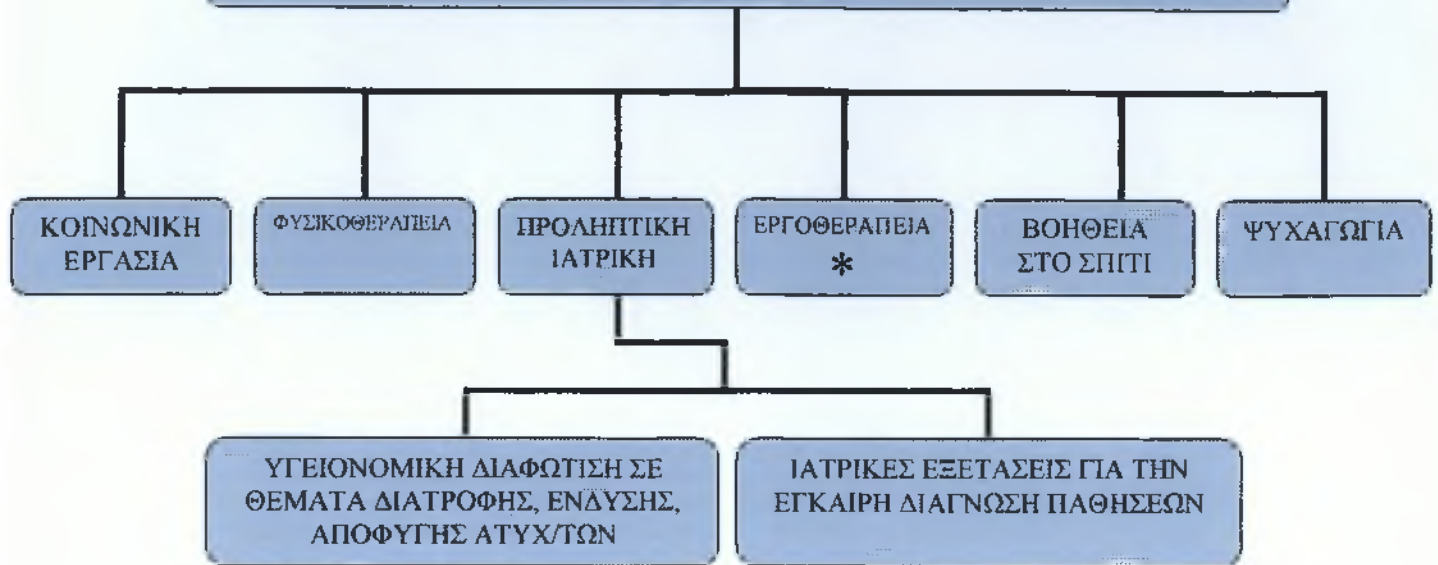 ΚΟΙΝΩΝΙΚΗ
ΕΡΓΑΣΙΑ
ΦΥΣΙΚΟΘΕΡΑΠΕΙΑ
ΠΡΟΛΗΠΤΙΚΗ
ΙΑΤΡΙΚΗ
ΕΡΓΟΘΕΡΑΠΕΙΑ
*
ΒΟΗΘΕΙΑ
ΣΤΟ ΣΠΙΤΙ
ΨΥΧΑΓΩΓΙΑ
ΥΓΕΙΟΝΟΜΙΚΗ ΔΙΑΦΩΤΙΣΗ ΣΕ
ΘΕΜΑΤΑ ΔΙΑΤΡΟΦΗΣ, ΕΝΔΥΣΗΣ,
ΑΠΟΦΥΓΗΣ ΑΤΥΧ/ΤΩΝ
ΙΑΤΡΙΚΕΣ ΕΞΕΤΑΣΕΙΣ ΓΙΑ ΤΗΝ
ΕΓΚΑΙΡΗ ΔΙΑΓΝΩΣΗ ΠΑΘΗΣΕΩΝ